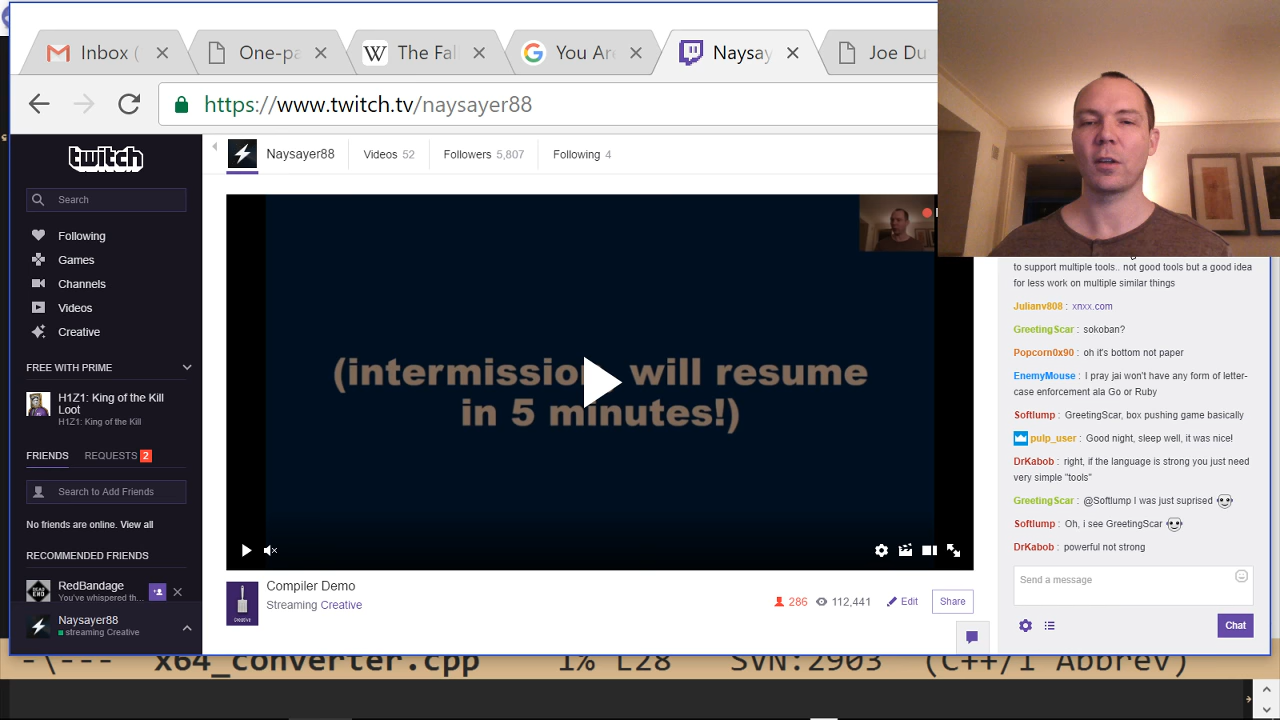 Inbox (
One-pa
The Fal
You Are
Naysay
Joe Du
https://www.twitch.tv/naysayer88
twitch
Naysayer88
Videos 52
Followers 5,807
Following 4
Search
Following
Games
Channels
Videos
Creative
FREE WITH PRIME
H1Z1: King of the Kill
Loot
H1Z1: King of the Kill
FRIENDS
REQUESTS 2
Search to Add Friends
No friends are online. View all
RECOMMENDED FRIENDS
RedBandage
You've whispered th...
Naysayer88
streaming Creative
(intermission will resume
in 5 minutes!)
Compiler Demo
Streaming Creative
286
112,441
Edit
Share
to support multiple tools.. not good tools but a good idea
for less work on multiple similar things
Julianv808 : xnxx.com
GreetingScar : sokoban?
Popcorn0x90 : oh it's bottom not paper
EnemyMouse : I pray jai won't have any form of letter-
case enforcement ala Go or Ruby
Softlump : GreetingScar, box pushing game basically
pulp_user : Good night, sleep well, it was nice!
DrKabob : right, if the language is strong you just need
very simple "tools"
GreetingScar : @Softlump I was just suprised
Softlump : Oh, i see GreetingScar
DrKabob : powerful not strong
Send a message
Chat
-\--- x64_converter.cpp 1% L28 SVN:2903 (C++/l Abbrev)